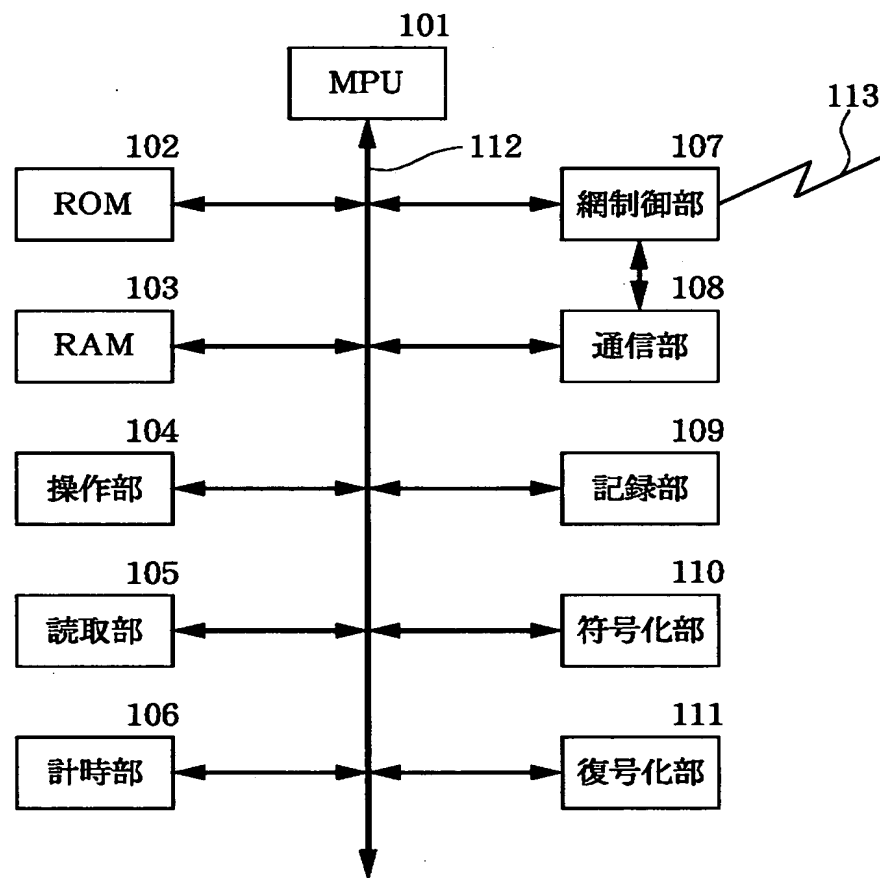 101
MPU
113
112
102
ROM
107
網制御部
103
RAM
108
通信部
104
操作部
109
記録部
105
読取部
110
符号化部
106
計時部
111
復号化部